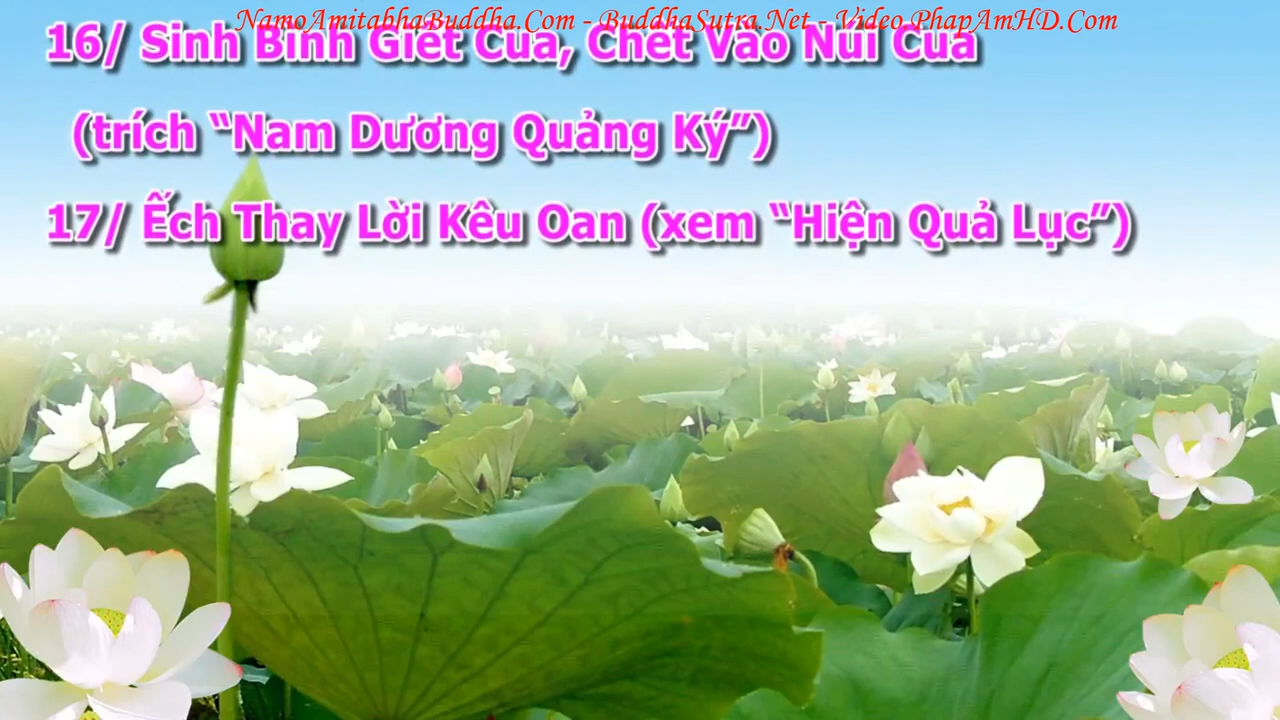 NamoAmitabhaBuddha.Com - BuddhaSutra.Net - Video.PhapAmHD.Com
16/ Sinh Bình Giết Cua, Chết Vào Núi Cua
(trích “Nam Dương Quảng Ký”)
17/ Ếch Thay Lời Kêu Oan (xem “Hiện Quả Lục”)